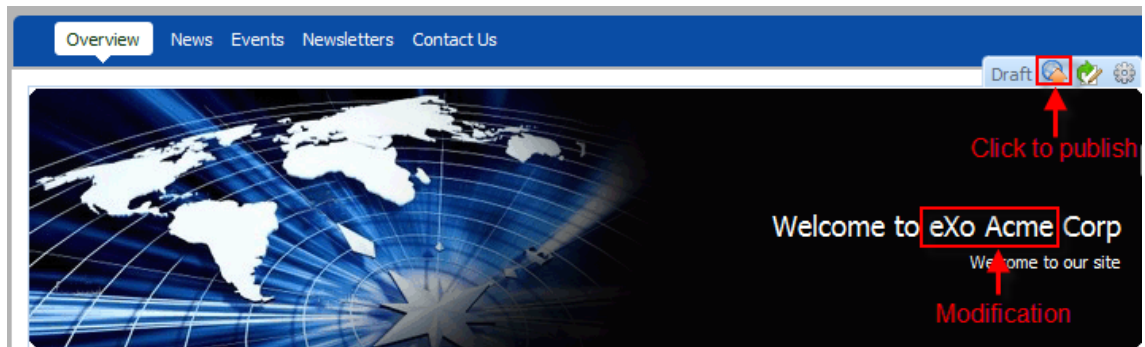 Overview News Events Newsletters Contact Us
Draft
Click to publish
Welcome to eXo Acme Corp
Welcome to our site
Modification